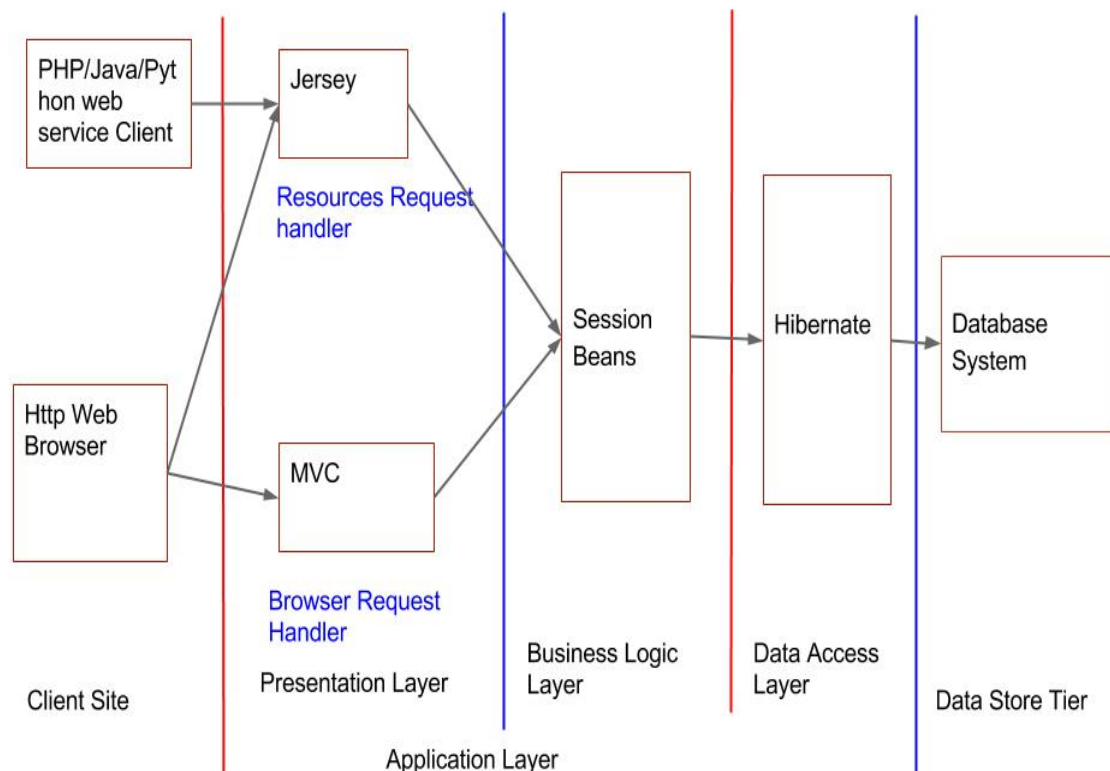 PHP/Java/Pyt
hon web
service Client
Jersey
Resources Request
handler
Session
Beans
Hibernate
Database
System
Http Web
Browser
MVC
Browser Request
Handler
Business Logic
Layer
Data Access
Layer
Presentation Layer
Client Site
Data Store Tier
Application Layer